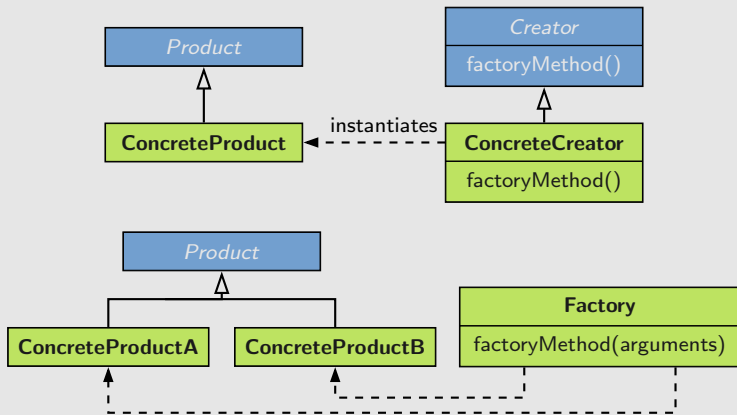 Product
Creator
factoryMethod()
instantiates
ConcreteProduct
ConcreteCreator
factoryMethod()
Product
ConcreteProductA
ConcreteProductB
Factory
factoryMethod(arguments)